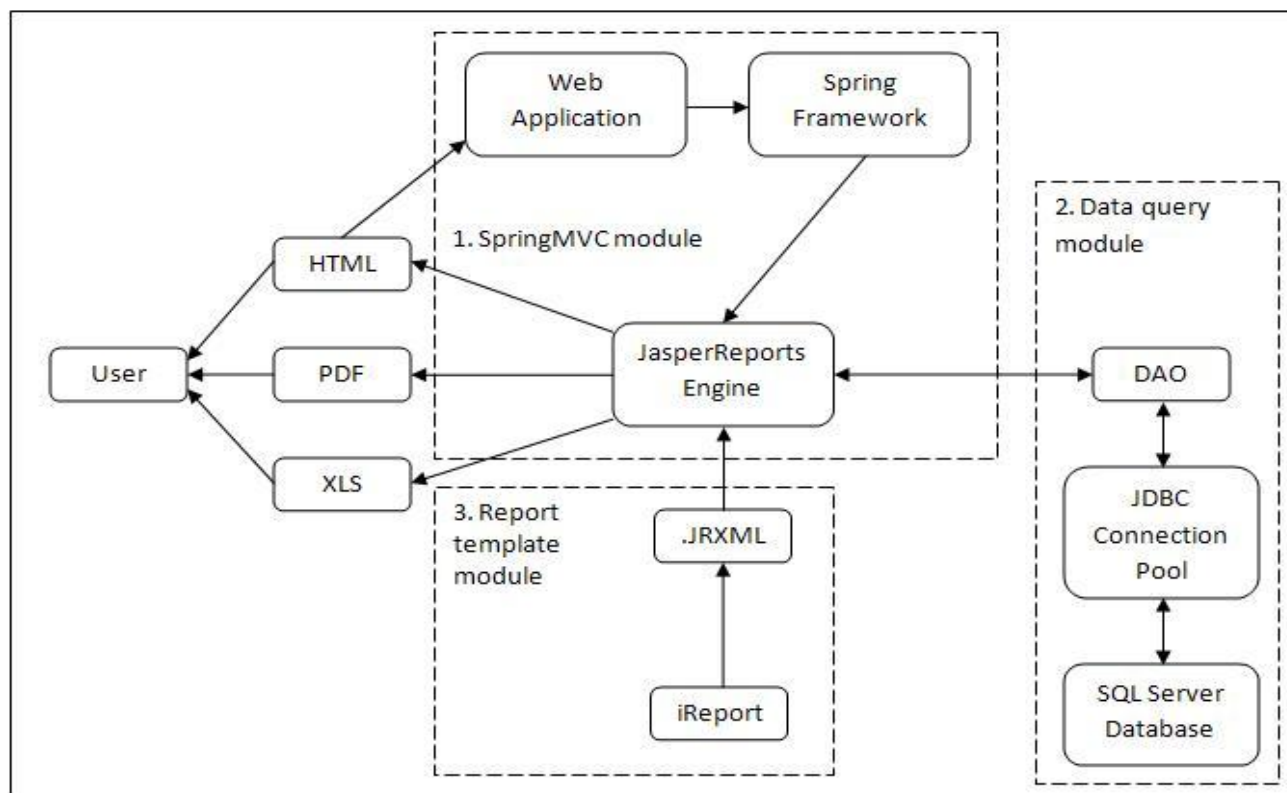 Web
Application
Spring
Framework
2. Data query
module
1. SpringMVC module
HTML
JasperReports
Engine
User
PDF
DAO
XLS
3. Report
template
module
.JRXML
JDBC
Connection
Pool
iReport
SQL Server
Database